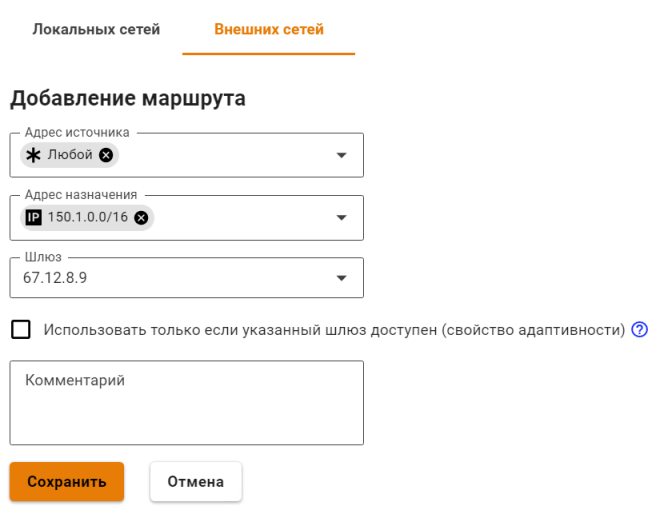 Локальных сетей
Внешних сетей
Добавление маршрута
Адрес источника
Любой
Адрес назначения
IP 150.1.0.0/16
Шлюз
67.12.8.9
Использовать только если указанный шлюз доступен (свойство адаптивности) ?
Комментарий
Сохранить
Отмена